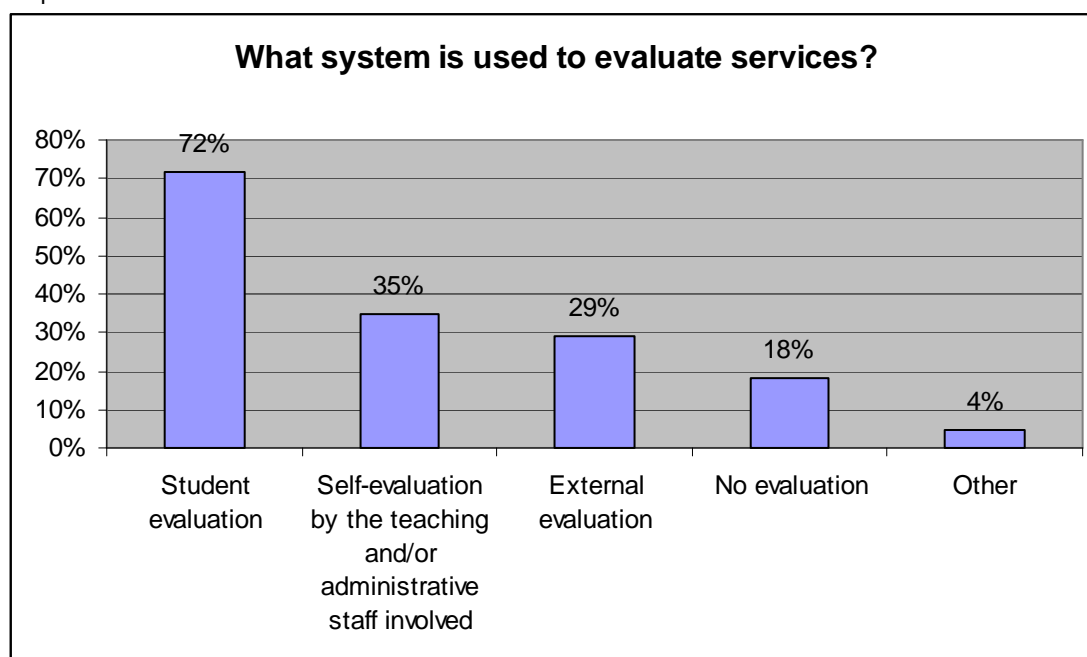 What system is used to evaluate services?
80%
70%
60%
50%
40%
30%
20%
10%
0%
72%
35%
29%
18%
4%
Student
evaluation
Self-evaluation
by the teaching
and/or
administrative
staff involved
External
evaluation
No evaluation
Other